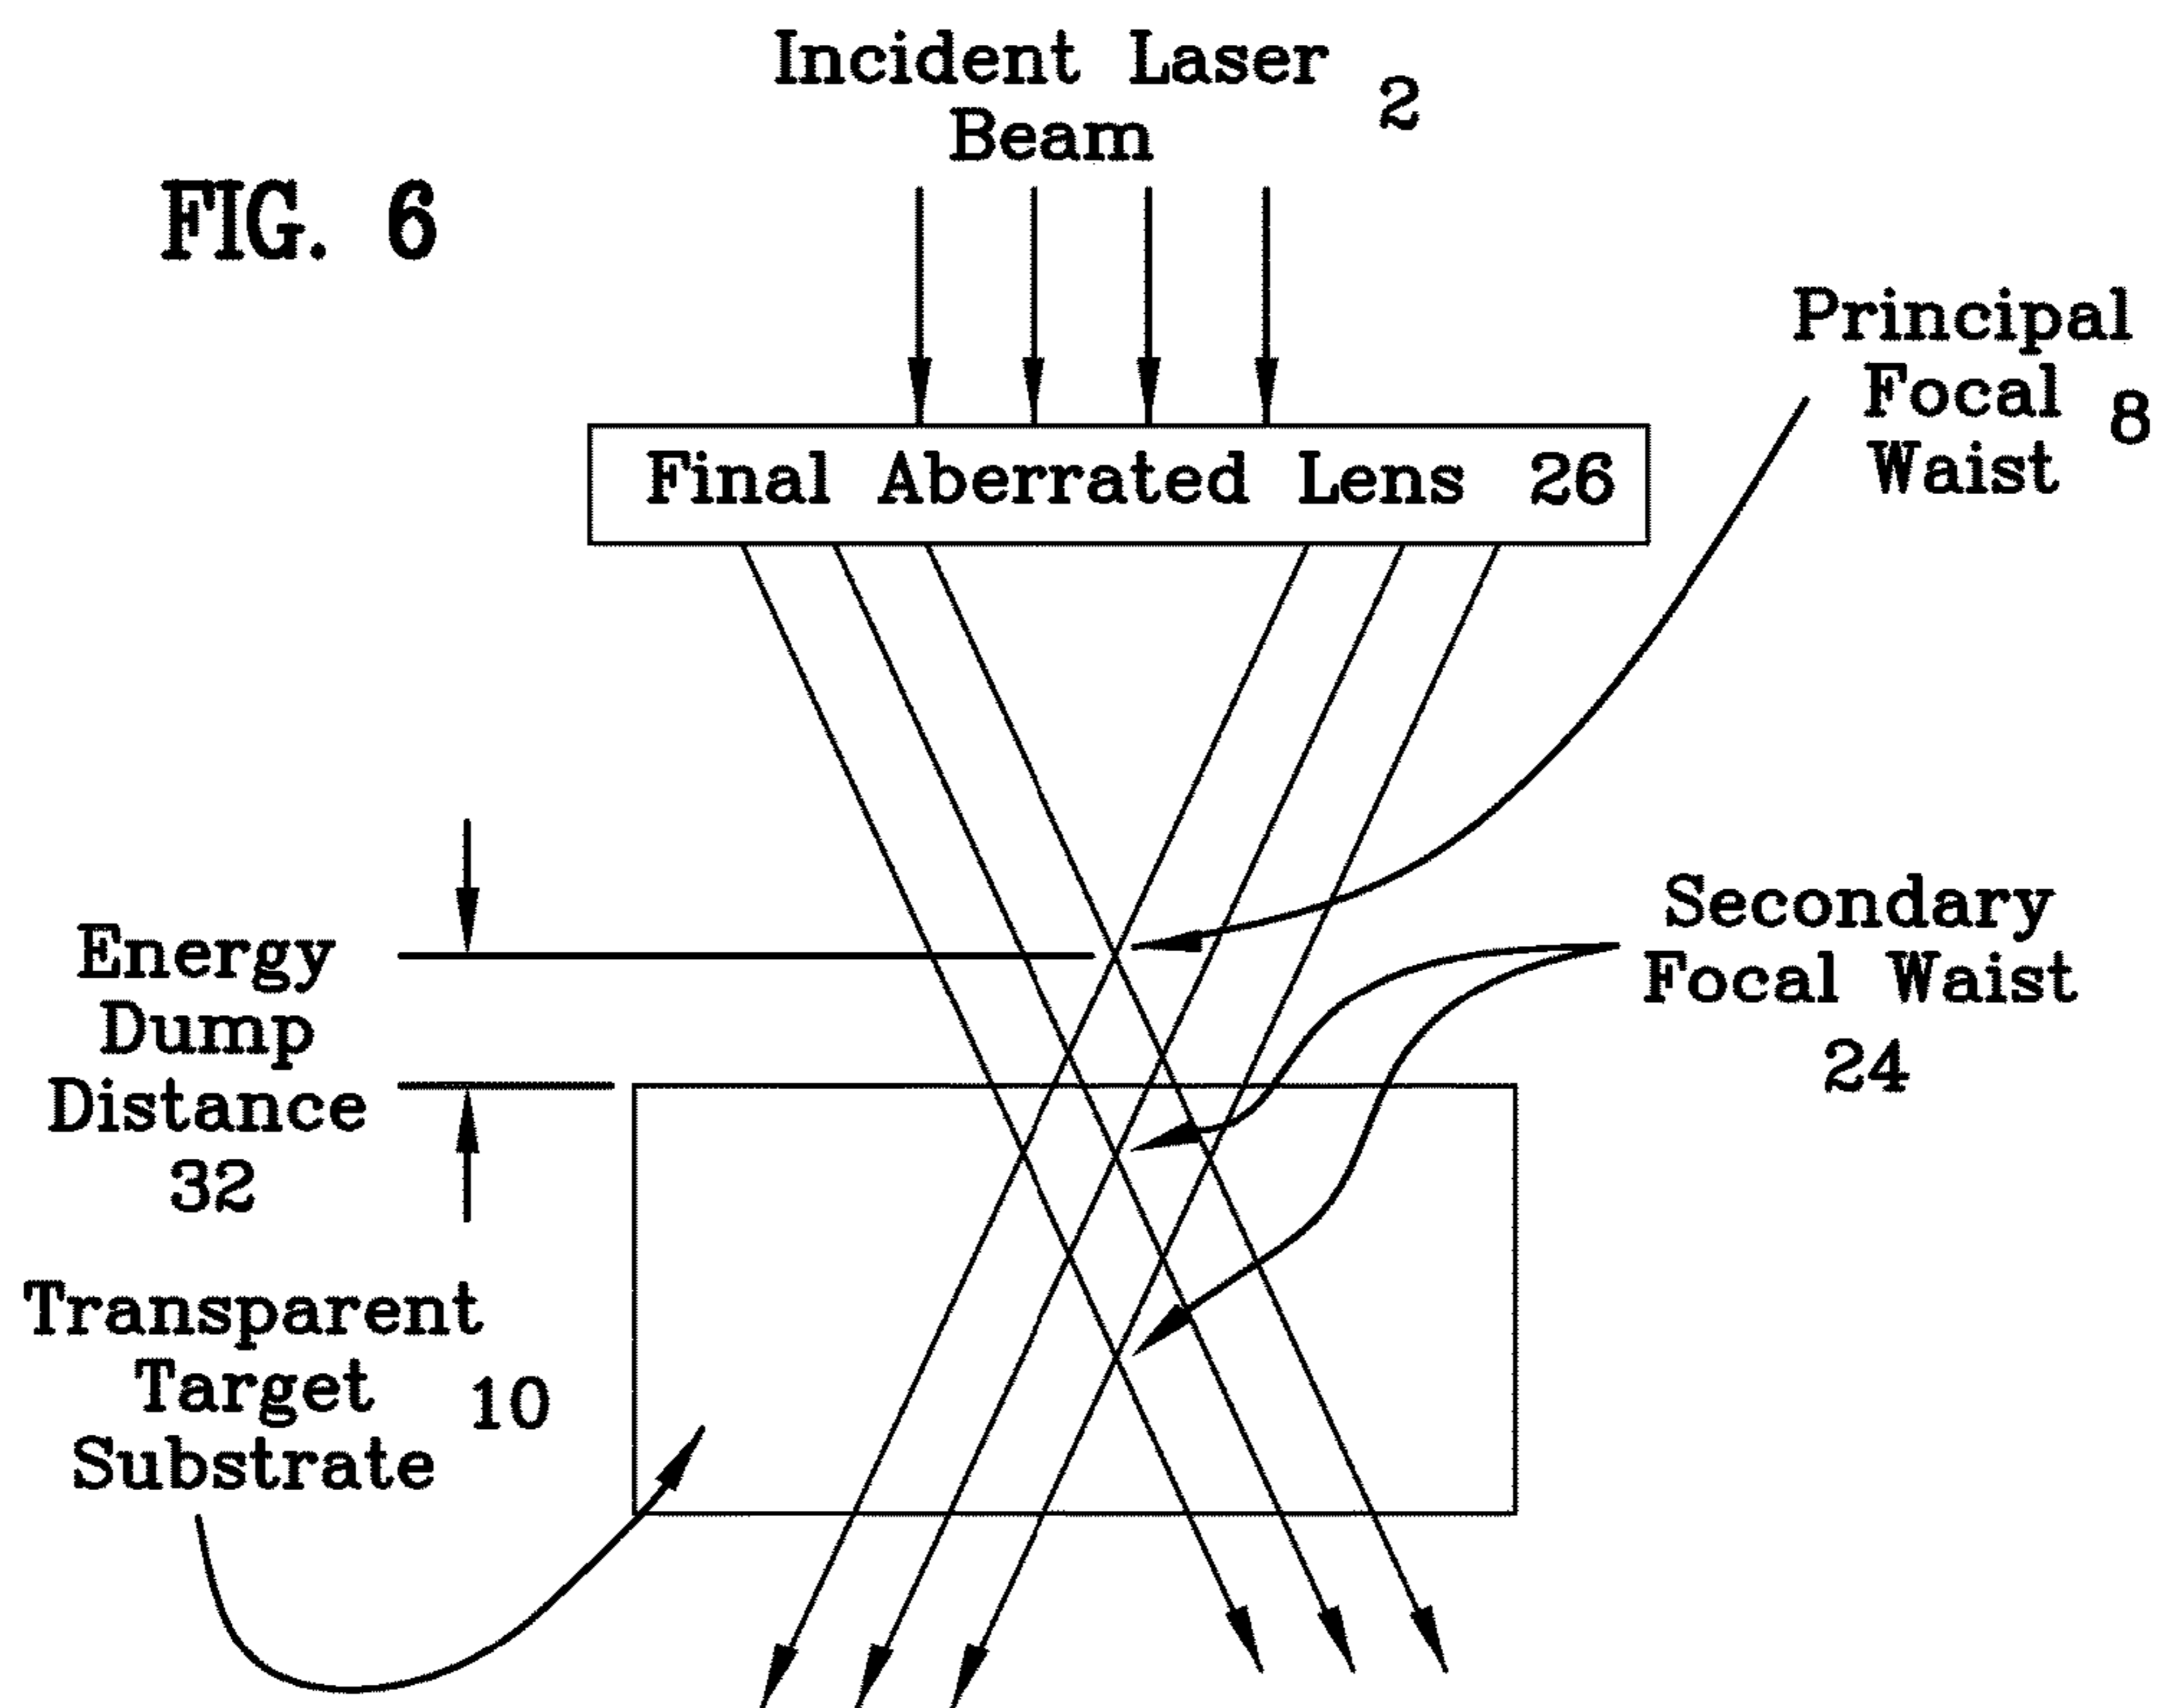 Incident Laser
Beam 2
FIG. 6
Principal
Focal 8
Waist
Final Aberrated Lens 26
Secondary
Focal Waist
24
Energy
Dump
Distance
32
Transparent
Target 10
Substrate